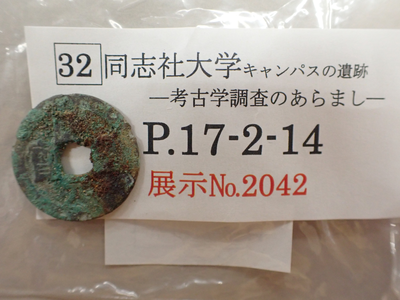 32 同志社大学キャンパスの遺跡
―考古学調査のあらまし―
P.17-2-14
展示No.2042